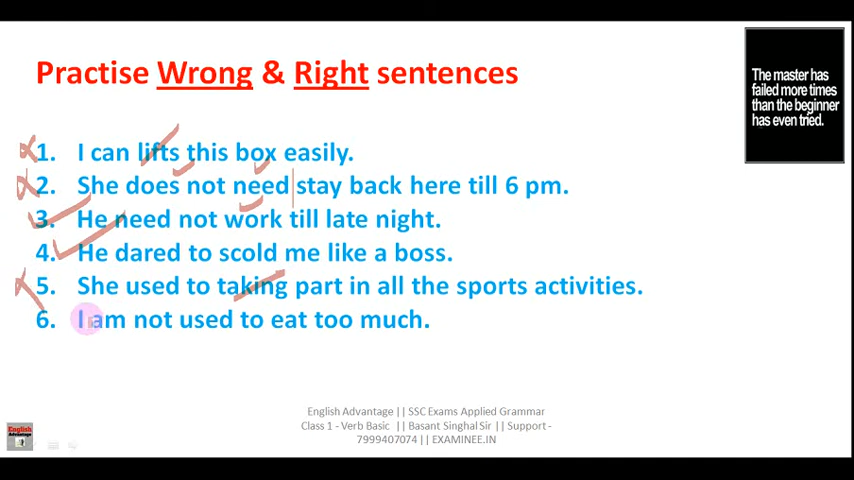 Practise Wrong & Right sentences
The master has
failed more times
than the beginner
has even tried.
1. I can lifts this box easily.
2. She does not need stay back here till 6 pm.
3. He need not work till late night.
4. He dared to scold me like a boss.
5. She used to taking part in all the sports activities.
6. I am not used to eat too much.
English Advantage || SSC Exams Applied Grammar
Class 1 - Verb Basic || Basant Singhal Sir || Support -
7999407074 || EXAMINEE.IN
English
Advantage